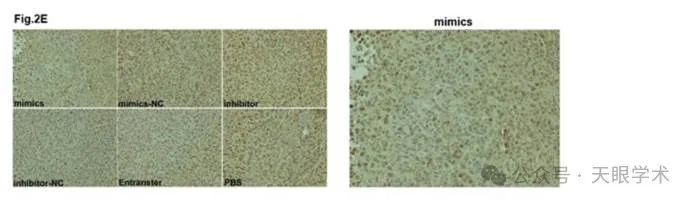 Fig.2E
mimics
mimics
mimics-NC
inhibitor
inhibitor-NC
Entranster
PBS
公众号 · 天眼学术